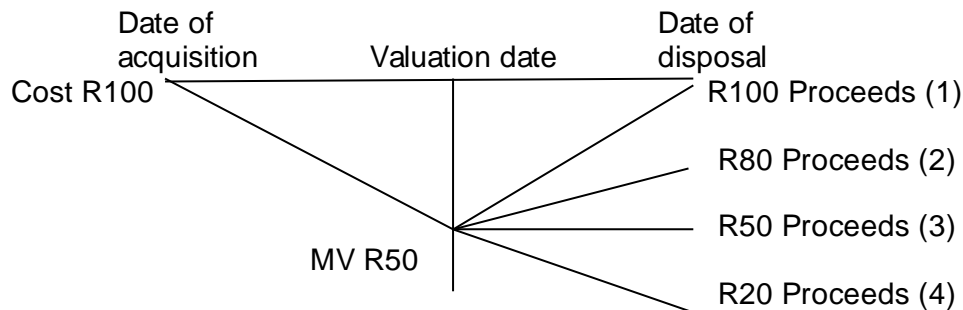 Date of
acquisition
Valuation date
Date of
disposal
Cost R100
R100 Proceeds (1)
R80 Proceeds (2)
R50 Proceeds (3)
MV R50
R20 Proceeds (4)